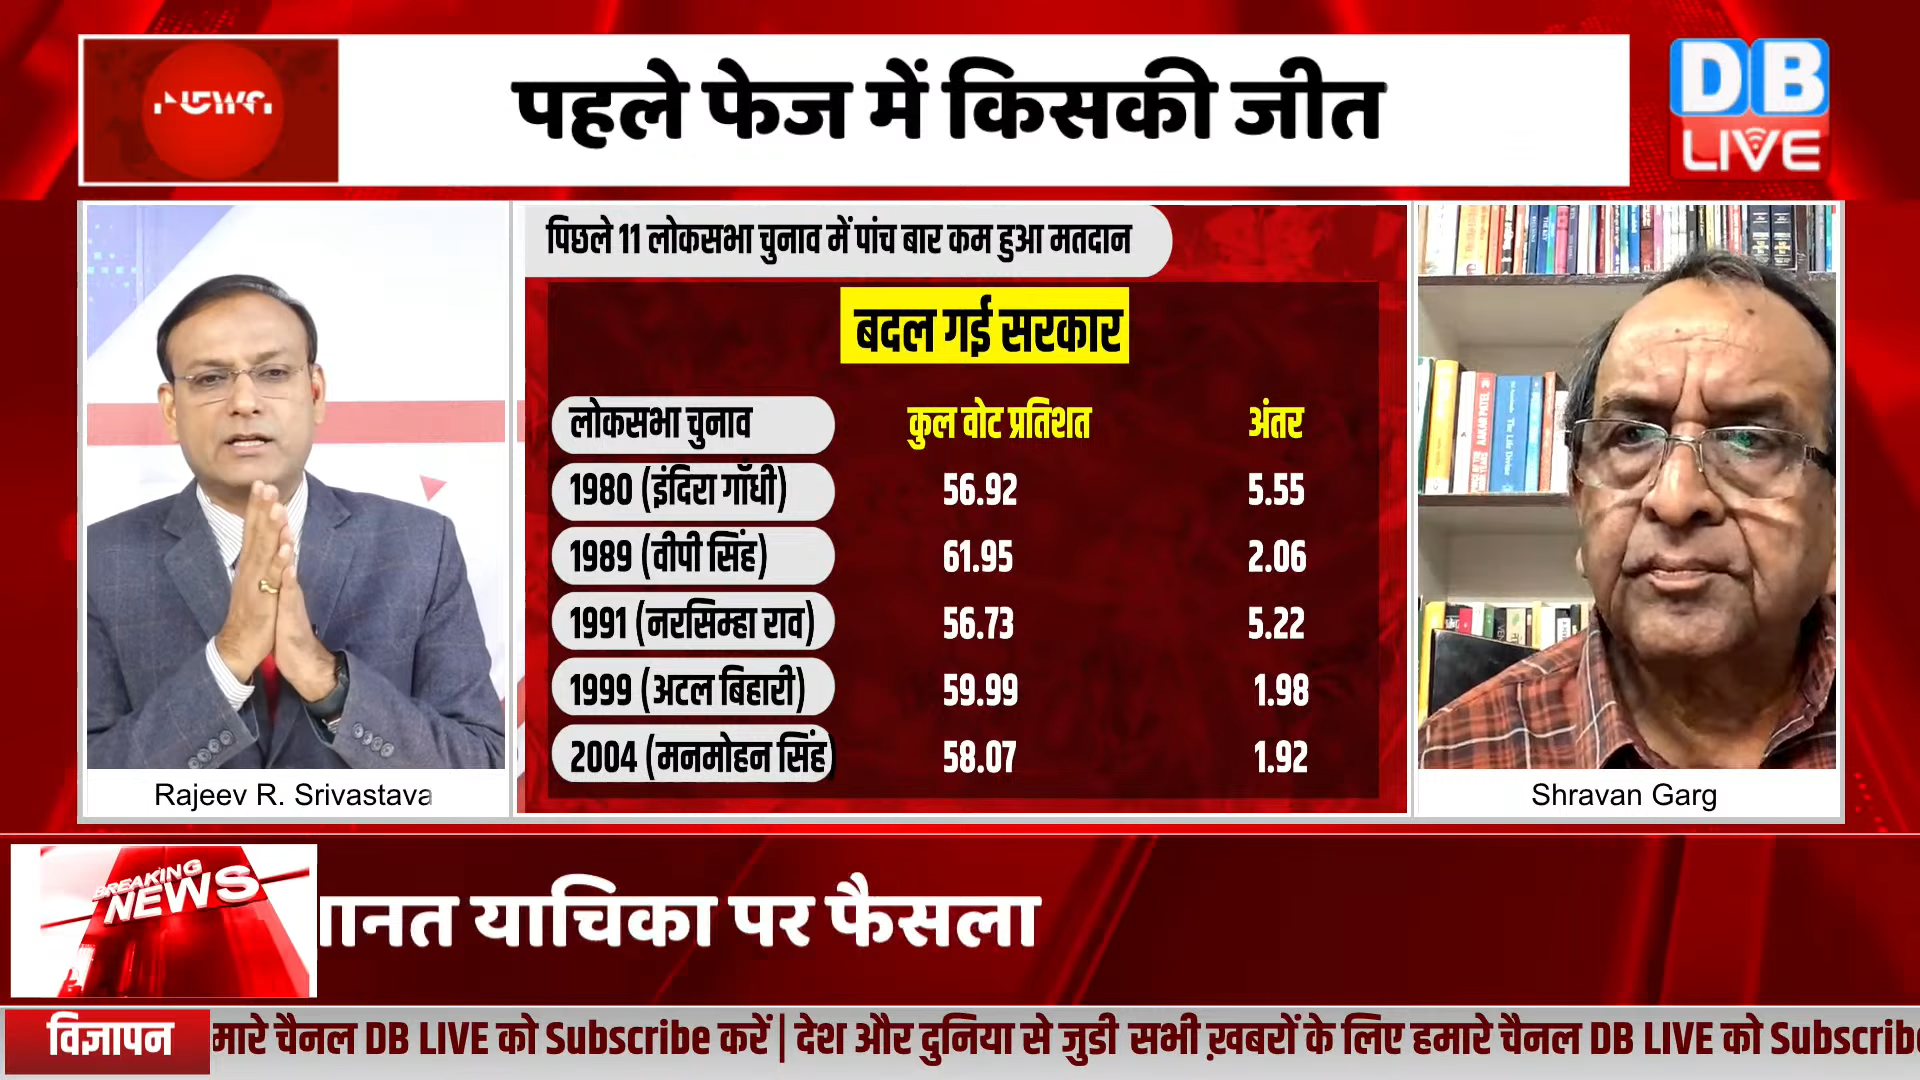 NEWS
पहले फेज में किसकी जीत
DB
LIVE
पिछले 11 लोकसभा चुनाव में पांच बार कम हुआ मतदान
बदल गई सरकार
लोकसभा चुनाव कुल वोट प्रतिशत अंतर
1980 (इंदिरा गाँधी) 56.92 5.55
1989 (वीपी सिंह) 61.95 2.06
1991 (नरसिम्हा राव) 56.73 5.22
1999 (अटल बिहारी) 59.99 1.98
2004 (मनमोहन सिंह) 58.07 1.92
Rajeev R. Srivastava
Shravan Garg
BREAKING
NEWS
ानत याचिका पर फैसला
विज्ञापन
मारे चैनल DB LIVE को Subscribe करें | देश और दुनिया से जुडी सभी ख़बरों के लिए हमारे चैनल DB LIVE को Subscribe